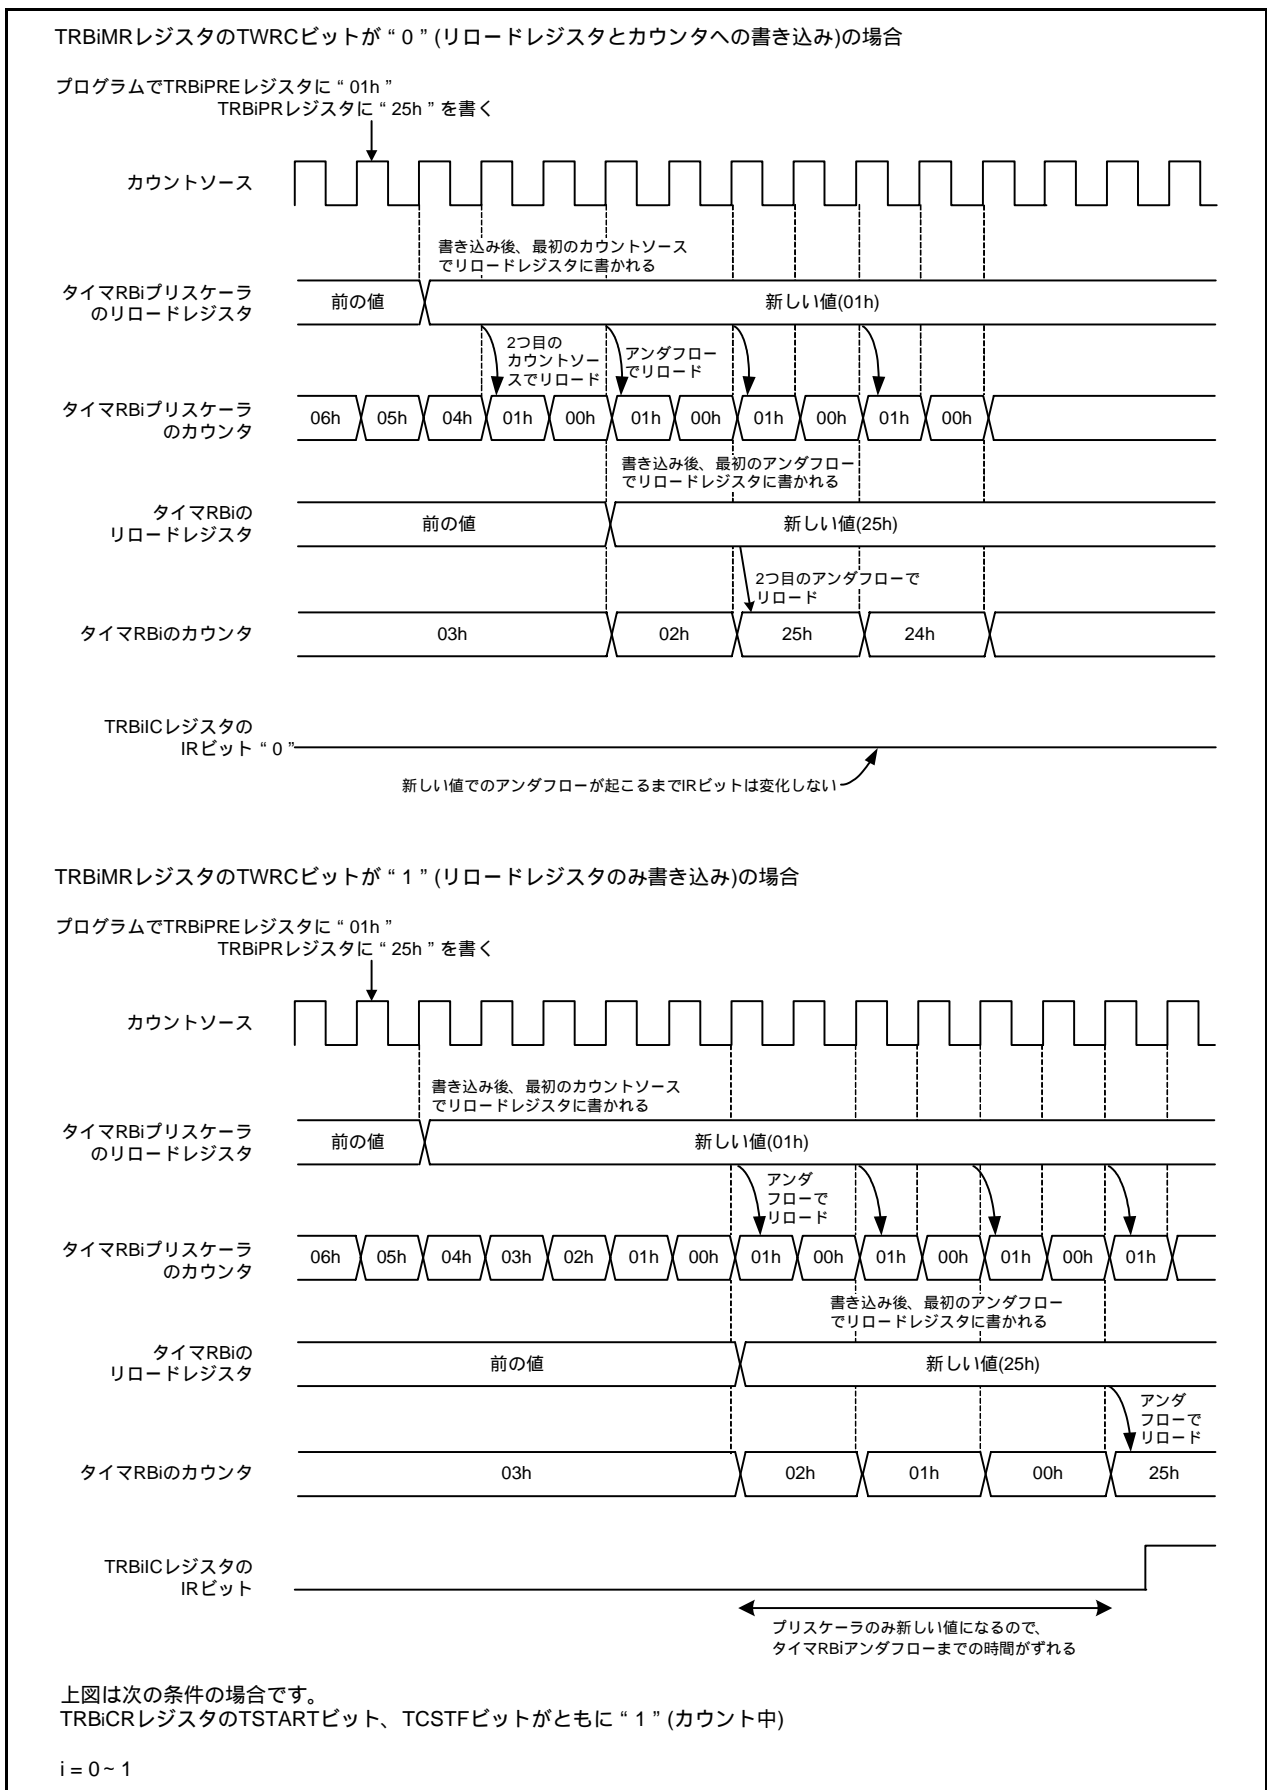 TRBiMRレジスタのTWRCビットが“ 0 ” (リロードレジスタとカウンタへの書き込み)の場合
プログラムでTRBiPREレジスタに“ 01h ”
TRBiPRレジスタに“ 25h ” を書く
カウントソース
書き込み後、最初のカウントソース
でリロードレジスタに書かれる
タイマRBiプリスケーラ
のリロードレジスタ
前の値
新しい値(01h)
2つ目の
カウントソー
スでリロード
アンダフロー
でリロード
タイマRBiプリスケーラ
のカウンタ
06h 05h 04h 01h 00h 01h 00h 01h 00h 01h 00h
書き込み後、最初のアンダフロー
でリロードレジスタに書かれる
タイマRBiの
リロードレジスタ
前の値
新しい値(25h)
2つ目のアンダフローで
リロード
タイマRBiのカウンタ
03h 02h 25h 24h
TRBiICレジスタの
IRビット “ 0 ”
新しい値でのアンダフローが起こるまでIRビットは変化しない
TRBiMRレジスタのTWRCビットが“ 1 ” (リロードレジスタのみ書き込み)の場合
プログラムでTRBiPREレジスタに“ 01h ”
TRBiPRレジスタに“ 25h ” を書く
カウントソース
書き込み後、最初のカウントソース
でリロードレジスタに書かれる
タイマRBiプリスケーラ
のリロードレジスタ
前の値
新しい値(01h)
アンダ
フローで
リロード
タイマRBiプリスケーラ
のカウンタ
06h 05h 04h 03h 02h 01h 00h 01h 00h 01h 00h 01h 00h 01h
書き込み後、最初のアンダフロー
でリロードレジスタに書かれる
タイマRBiの
リロードレジスタ
前の値
新しい値(25h)
アンダ
フローで
リロード
タイマRBiのカウンタ
03h 02h 01h 00h 25h
TRBiICレジスタの
IRビット
プリスケーラのみ新しい値になるので、
タイマRBiアンダフローまでの時間がずれる
上図は次の条件の場合です。
TRBiCRレジスタのTSTARTビット、TCSTFビットがともに“ 1 ” (カウント中)
i = 0~ 1